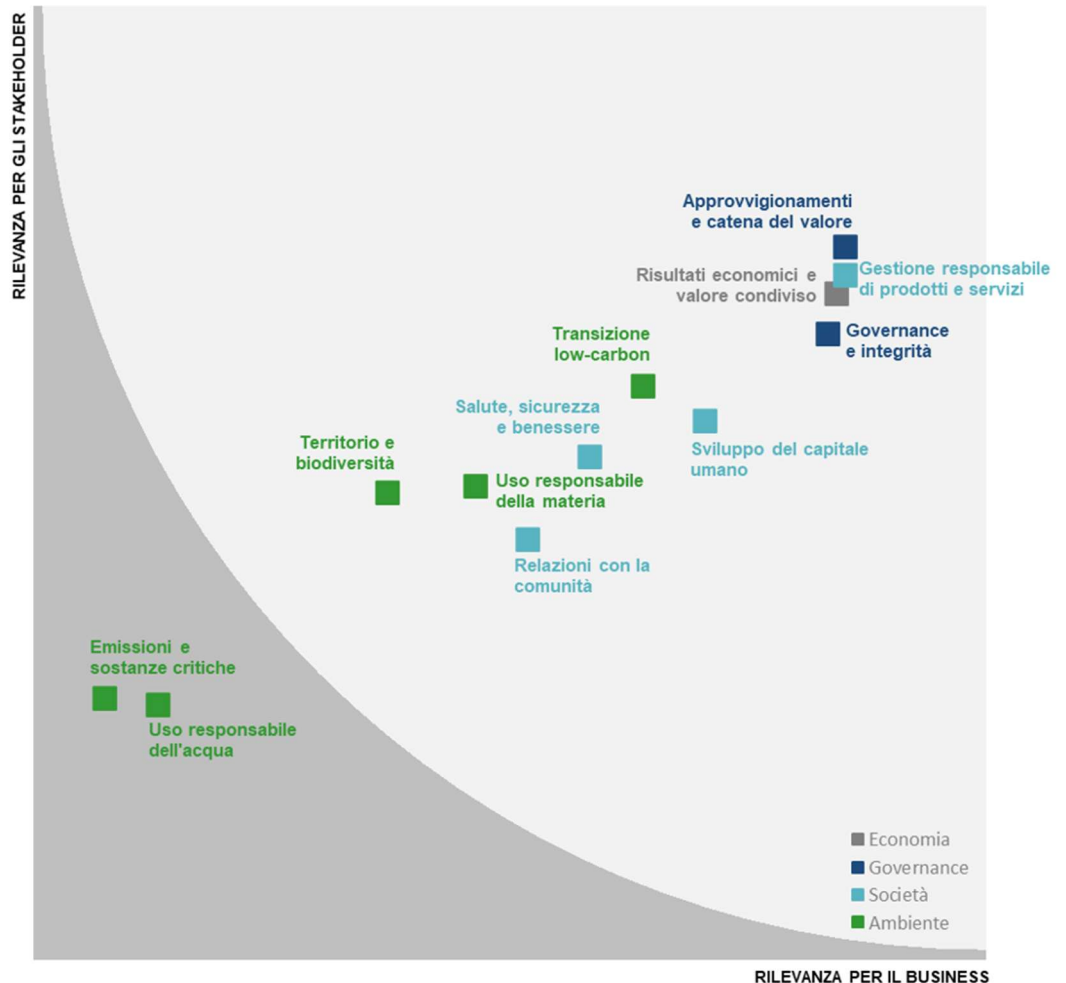 RILEVANZA PER GLI STAKEHOLDER
Approvvigionamenti
e catena del valore
Risultati economici e
valore condiviso
Gestione responsabile
di prodotti e servizi
Governance
e integrità
Transizione
low-carbon
Salute, sicurezza
e benessere
Sviluppo del capitale
umano
Territorio e
biodiversità
Uso responsabile
della materia
Relazioni con la
comunità
Emissioni e
sostanze critiche
Uso responsabile
dell'acqua
Economia
Governance
Società
Ambiente
RILEVANZA PER IL BUSINESS